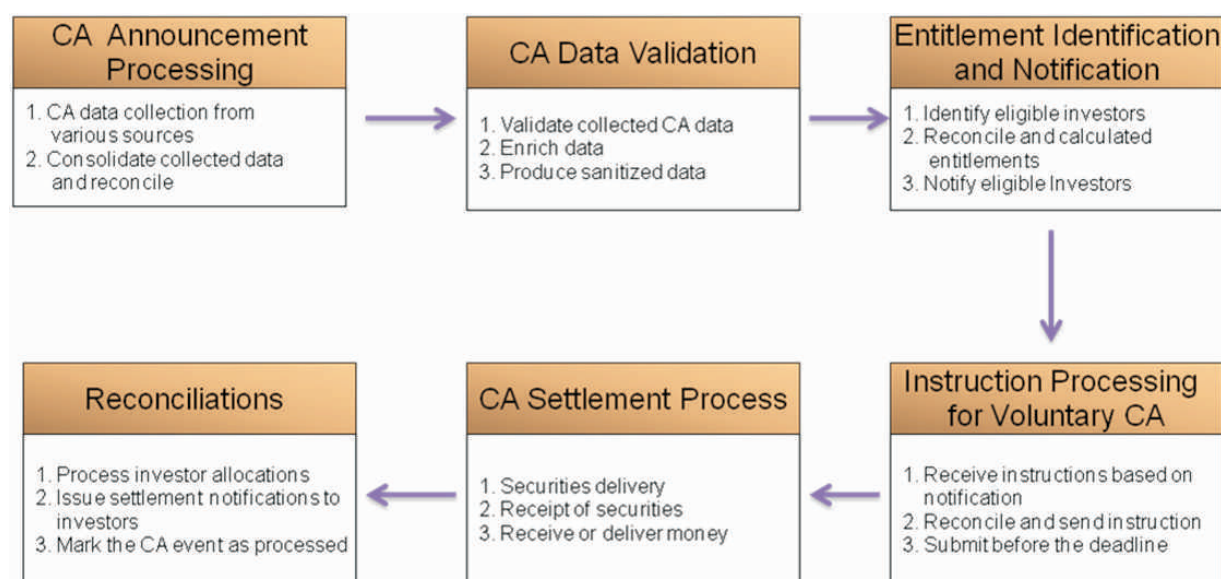 CA Announcement
Processing
1. CA data collection from
various sources
2. Consolidate collected data
and reconcile
CA Data Validation
1. Validate collected CA data
2. Enrich data
3. Produce sanitized data
Entitlement Identification
and Notification
1. Identify eligible investors
2. Reconcile and calculated
entitlements
3. Notify eligible Investors
Reconciliations
1. Process investor allocations
2. Issue settlement notifications to
investors
3. Mark the CA event as processed
CA Settlement Process
1. Securities delivery
2. Receipt of securities
3. Receive or deliver money
Instruction Processing
for Voluntary CA
1. Receive instructions based on
notification
2. Reconcile and send instruction
3. Submit before the deadline